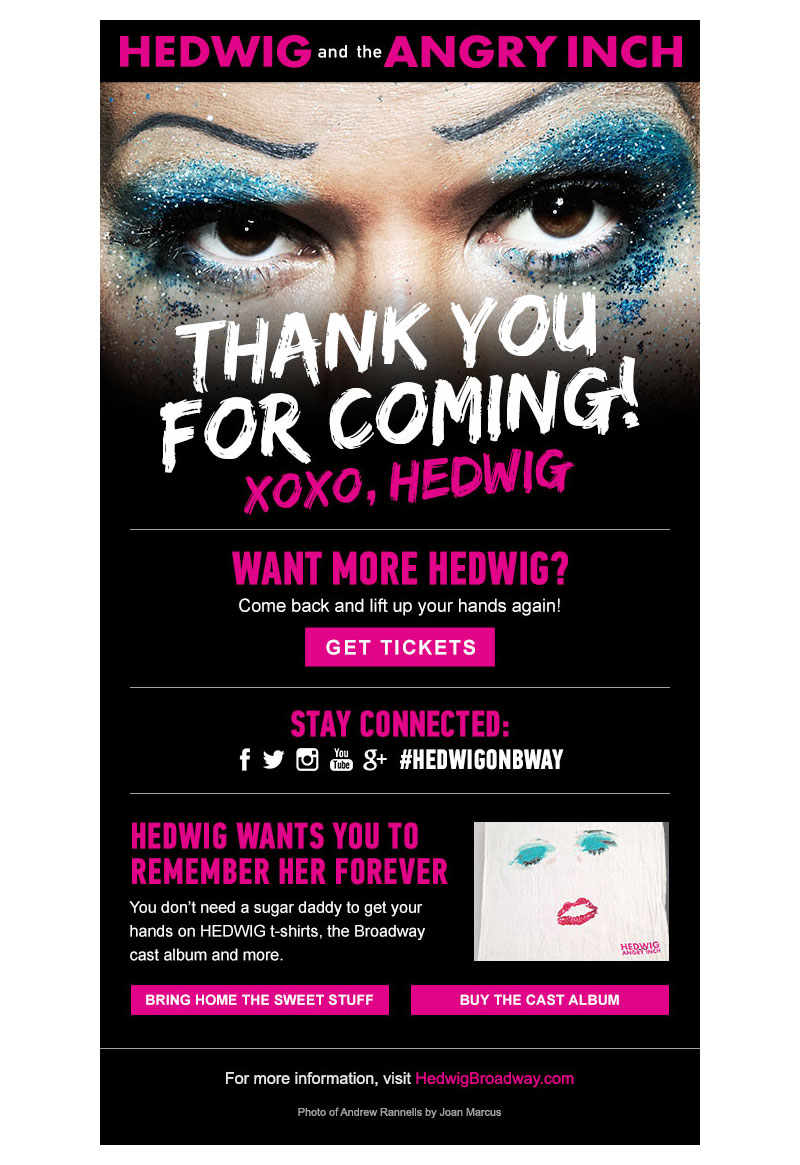 HEDWIG and the ANGRY INCH
THANK YOU
FOR COMING!
XOXO, HEDWIG
WANT MORE HEDWIG?
Come back and lift up your hands again!
GET TICKETS
STAY CONNECTED:
f You Tube g+ #HEDWIGONBWAY
HEDWIG WANTS YOU TO
REMEMBER HER FOREVER
You don't need a sugar daddy to get your
hands on HEDWIG t-shirts, the Broadway
cast album and more.
HEDWIG
ANGRY INCH
BRING HOME THE SWEET STUFF
BUY THE CAST ALBUM
For more information, visit HedwigBroadway.com
Photo of Andrew Rannells by Joan Marcus